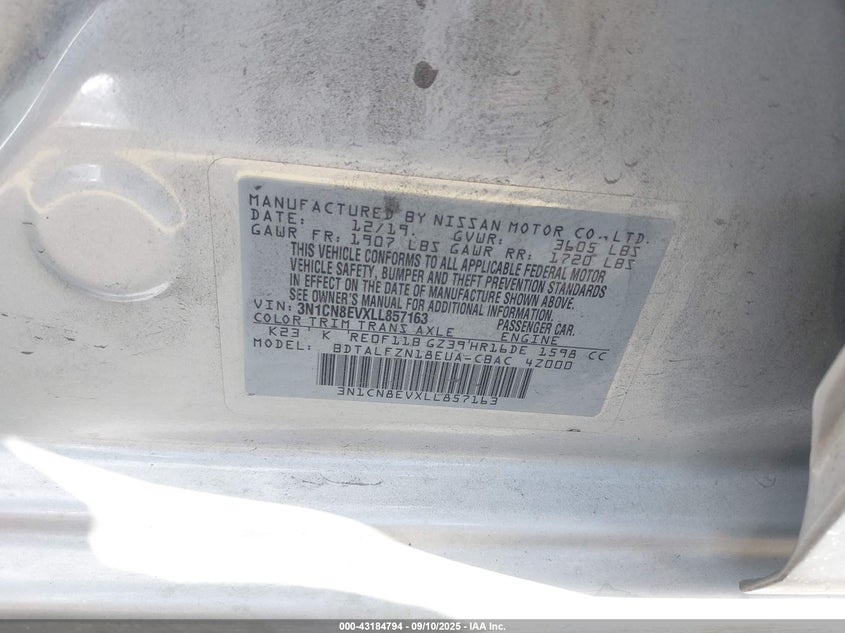 MANUFACTURED BY NISSAN MOTOR CO., LTD.
DATE: 12/19. GVWR: 3605 LBS
GAWR FR: 1907 LBS GAWR RR: 1720 LBS
THIS VEHICLE CONFORMS TO ALL APPLICABLE FEDERAL MOTOR
VEHICLE SAFETY, BUMPER AND THEFT PREVENTION STANDARDS
IN EFFECT ON THE DATE OF MANUFACTURE SHOWN ABOVE.
SEE OWNER'S MANUAL FOR ADDITIONAL INFORMATION.
VIN: 3N1CN8EVXLL857163 PASSENGER CAR.
COLOR TRIM TRANS AXLE ENGINE
K23 K RE0F11B GZ39 HR16DE 1598 CC
MODEL: BDTALFZN18EUA-CBAC 4Z000
3N1CN8EVXLL857163
000-43184794 - 09/10/2025 - © IAA Inc.